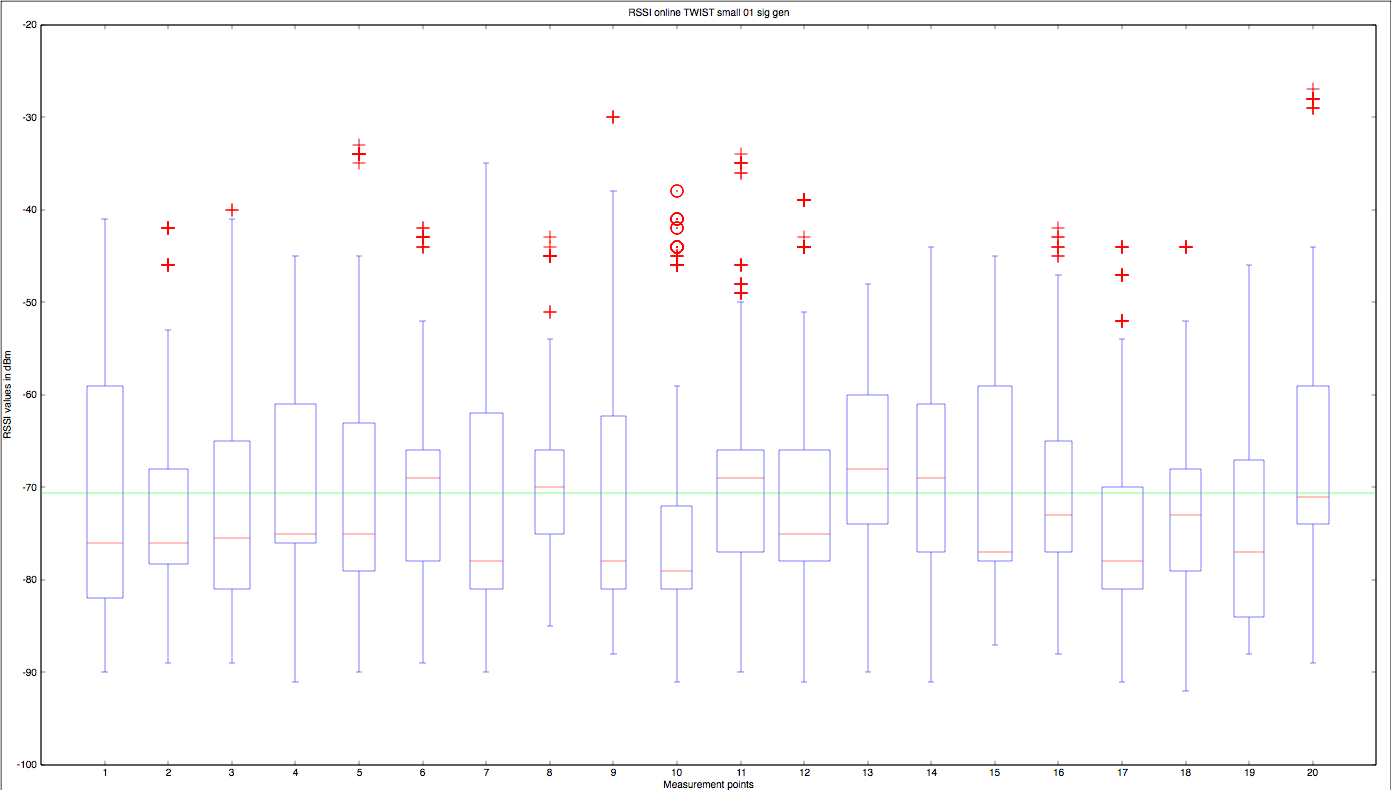 RSSI online TWIST small 01 sig gen
-20
-30
-40
-50
-60
-70
-80
-90
-100
RSSI values in dBm
1 2 3 4 5 6 7 8 9 10 11 12 13 14 15 16 17 18 19 20
Measurement points